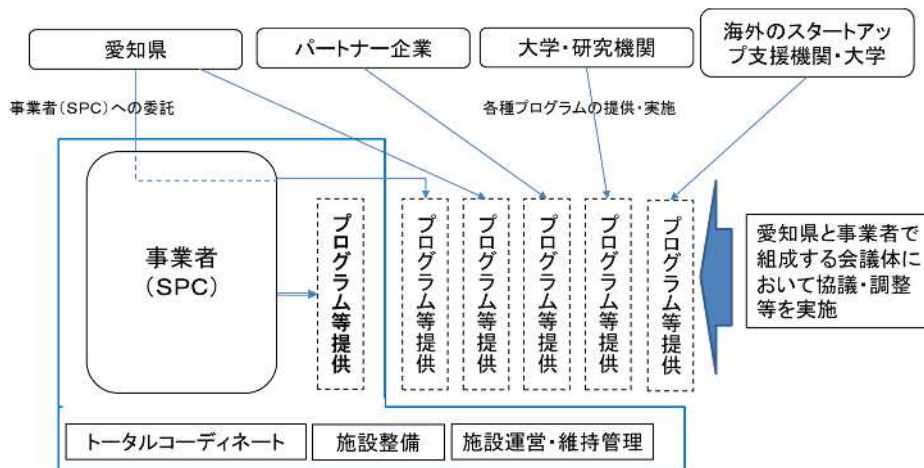 愛知県
パートナー企業
大学・研究機関
海外のスタートアッ
プ支援機関・大学
事業者（SPC）への委託
各種プログラムの提供・実施
事業者
（SPC）
プログラム等提供
プログラム等提供
プログラム等提供
プログラム等提供
プログラム等提供
プログラム等提供
愛知県と事業者で
組成する会議体に
おいて協議・調整
等を実施
トータルコーディネート
施設整備
施設運営・維持管理